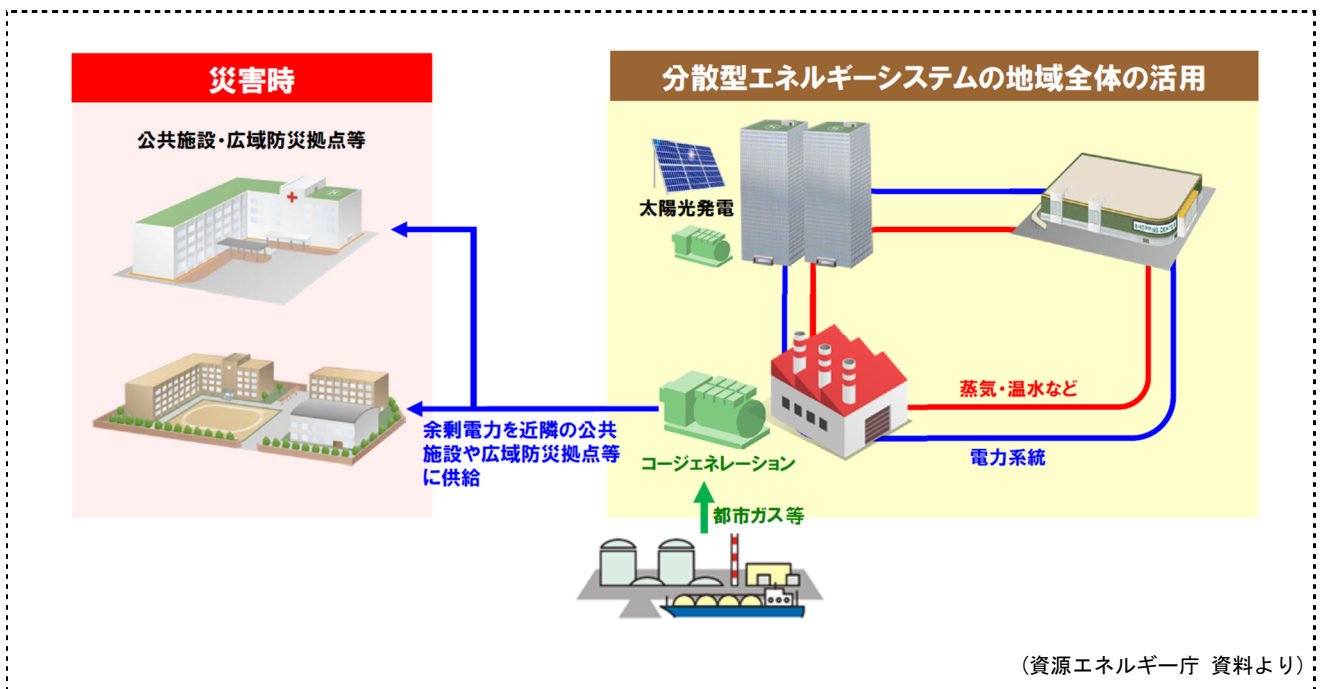 災害時
公共施設・広域防災拠点等
余剰電力を近隣の公共
施設や広域防災拠点等
に供給
分散型エネルギーシステムの地域全体の活用
太陽光発電
SHOPPING CENTER
蒸気・温水など
電力系統
コージェネレーション
都市ガス等
(資源エネルギー庁 資料より)